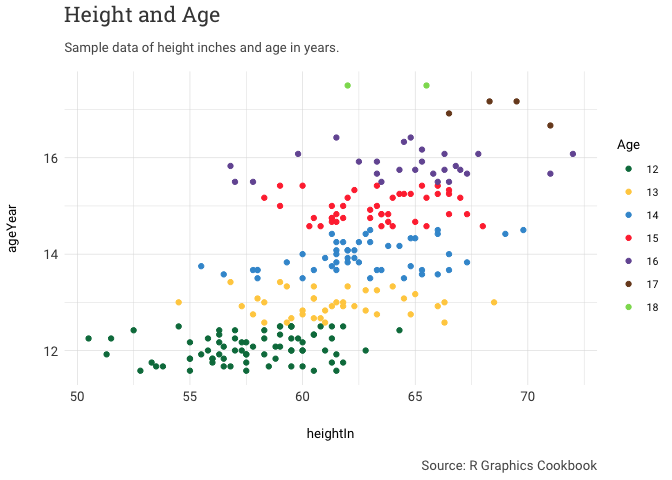 Height and Age
Sample data of height inches and age in years.
ageYear
16
14
12
50 55 60 65 70
heightIn
Age
12
13
14
15
16
17
18
Source: R Graphics Cookbook